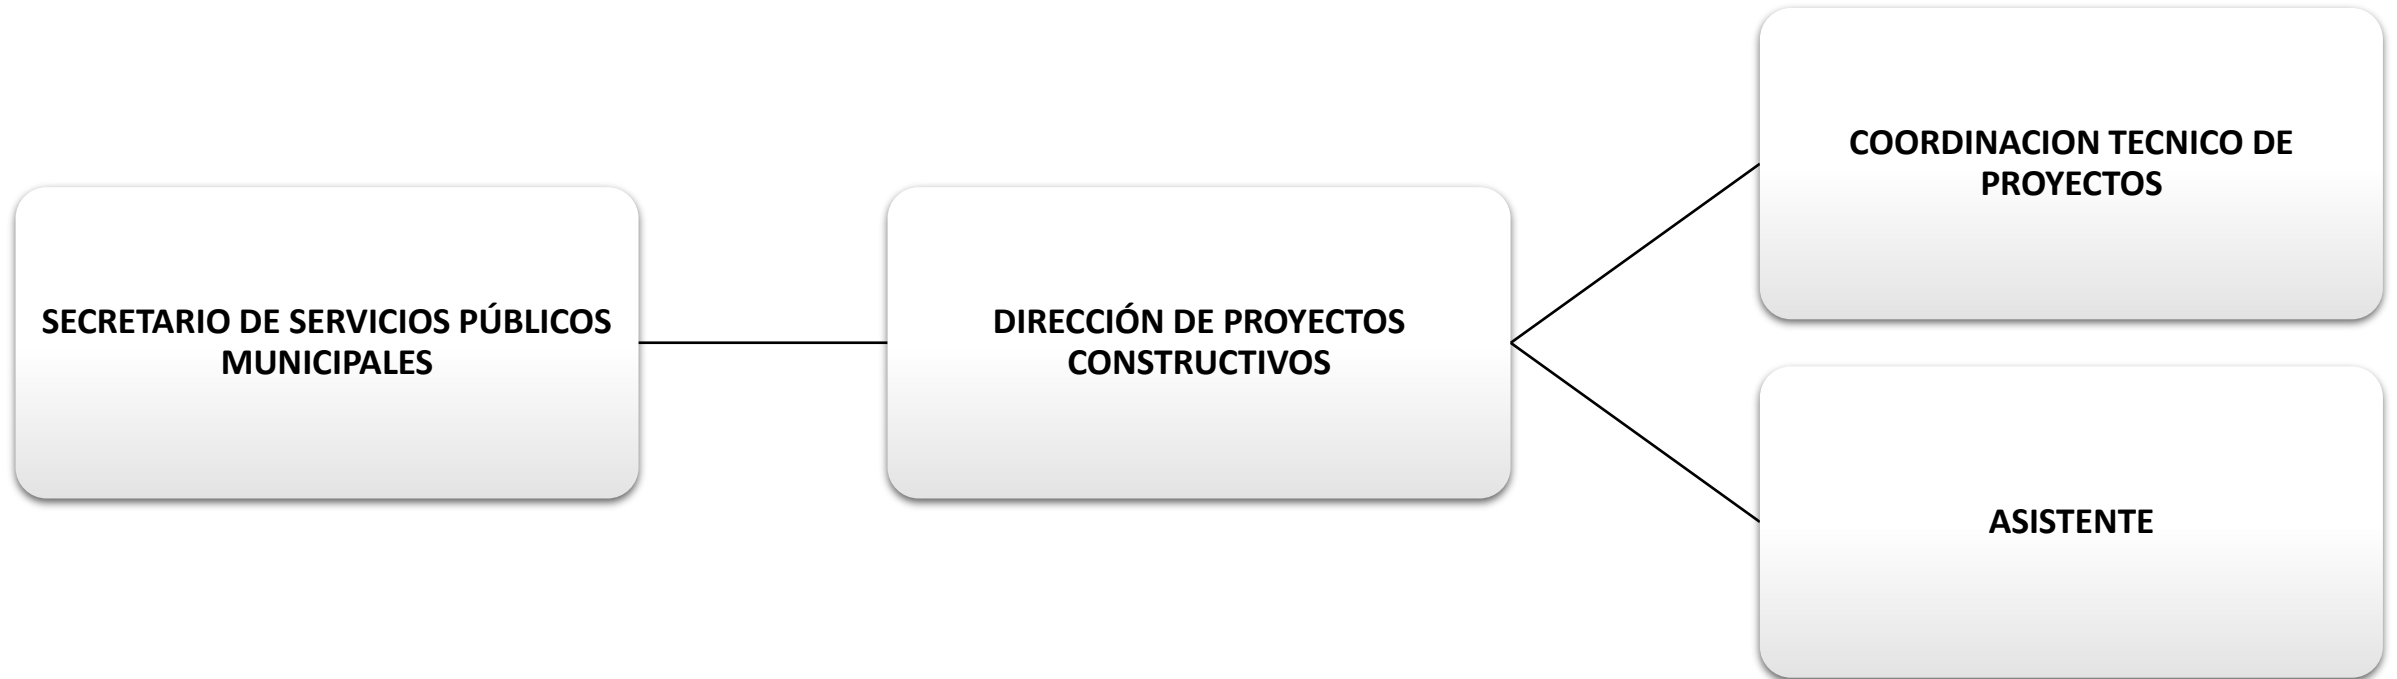 SECRETARIO DE SERVICIOS PÚBLICOS
MUNICIPALES
DIRECCIÓN DE PROYECTOS
CONSTRUCTIVOS
COORDINACION TECNICO DE
PROYECTOS
ASISTENTE